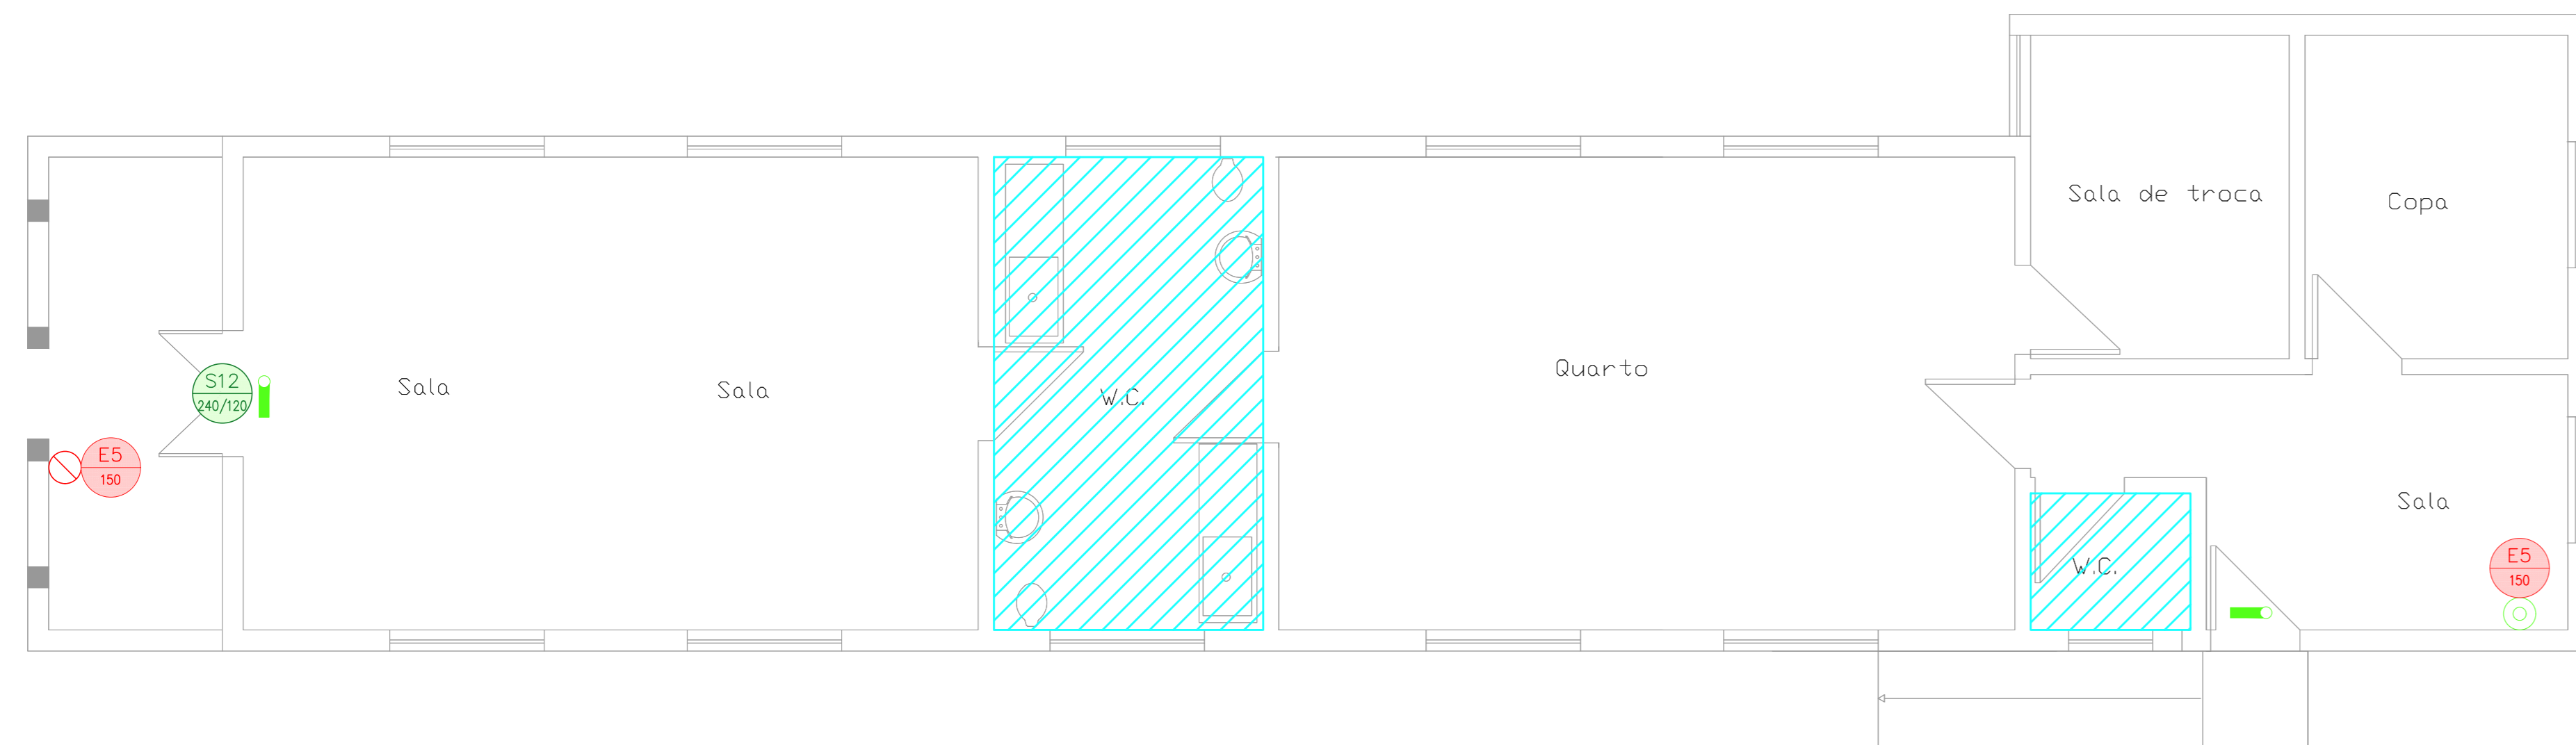 Sala de troca
Copa
Quarto
S12
240/120
Sala
Sala
W.C.
E5
150
Sala
W.C.
E5
150